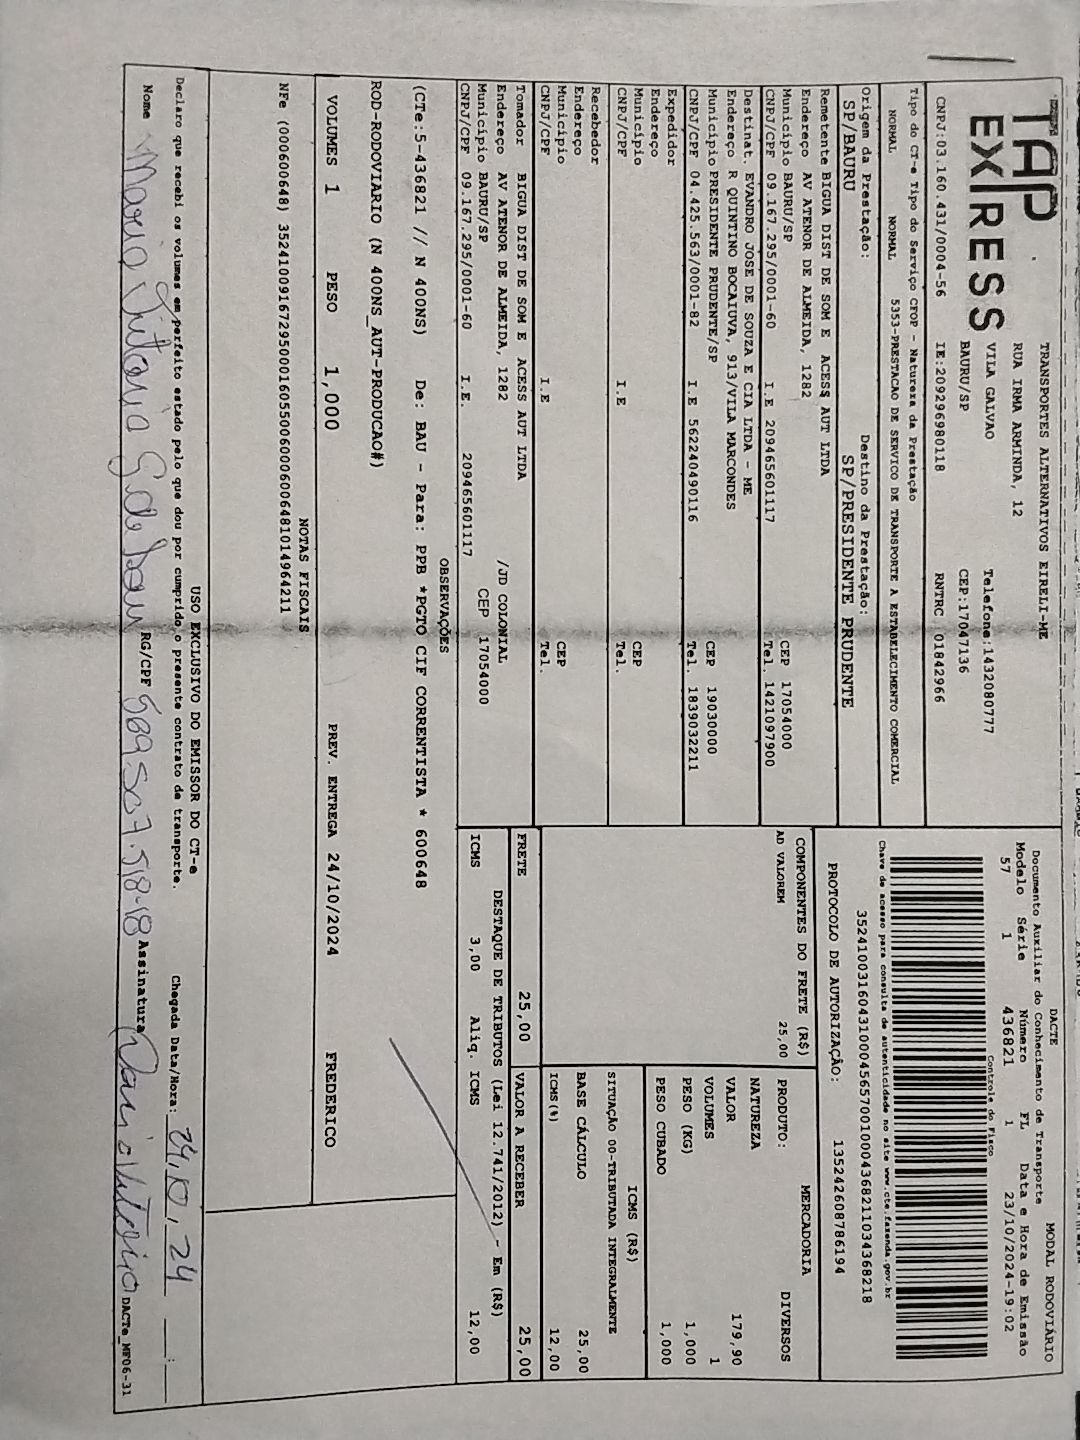 TAP EXPRESS
TRANSPORTES ALTERNATIVOS EIRELI-ME
RUA IRMA ARMINDA, 12
VILA GALVAO Telefone:1432080777
BAURU/SP CEP:17047136
CNPJ:03.160.431/0004-56 IE:209296980118 RNTRC 01842966
DACTE MODAL RODOVIÁRIO
Documento Auxiliar do Conhecimento de Transporte
Modelo Série Número FL Data e Hora de Emissão
57 1 436821 1 23/10/2024-19:02
Controle do Fisco
Chave de acesso para consulta de autenticidade no site www.cte.fazenda.gov.br
35241003160431000456570010004368211034368218
PROTOCOLO DE AUTORIZAÇÃO: 135242608786194
Tipo do CT-e Tipo do Serviço CFOP - Natureza da Prestação
NORMAL NORMAL 5353-PRESTACAO DE SERVICO DE TRANSPORTE A ESTABELECIMENTO COMERCIAL
Origem da Prestação: Destino da Prestação:
SP/BAURU SP/PRESIDENTE PRUDENTE
Remetente BIGUA DIST DE SOM E ACESS AUT LTDA
Endereço AV ATENOR DE ALMEIDA, 1282
Município BAURU/SP CEP 17054000
CNPJ/CPF 09.167.295/0001-60 I.E 209465601117 Tel. 1421097900
Destinat. EVANDRO JOSE DE SOUZA E CIA LTDA - ME
Endereço R QUINTINO BOCAIUVA, 913/VILA MARCONDES
Município PRESIDENTE PRUDENTE/SP CEP 19030000
CNPJ/CPF 04.425.563/0001-82 I.E 562240490116 Tel. 1839032211
Expedidor
Endereço
Município CEP
CNPJ/CPF I.E Tel.
Recebedor
Endereço
Município CEP
CNPJ/CPF I.E Tel.
Tomador BIGUA DIST DE SOM E ACESS AUT LTDA
Endereço AV ATENOR DE ALMEIDA, 1282 /JD COLONIAL
Município BAURU/SP CEP 17054000
CNPJ/CPF 09.167.295/0001-60 I.E. 209465601117
COMPONENTES DO FRETE (R$)
AD VALOREM 25,00
FRETE 25,00
PRODUTO: MERCADORIA
NATUREZA DIVERSOS
VALOR 179,90
VOLUMES 1
PESO (KG) 1,000
PESO CUBADO 1,000
ICMS (R$)
SITUAÇÃO 00-TRIBUTADA INTEGRALMENTE
BASE CÁLCULO 25,00
ICMS(%) 12,00
VALOR A RECEBER 25,00
DESTAQUE DE TRIBUTOS (Lei 12.741/2012) - Em (R$)
ICMS 3,00 Aliq. ICMS 12,00
OBSERVAÇÕES
(CTe:5-436821 // N 400NS) De: BAU - Para: PPB *PGTO CIF CORRENTISTA * 600648
ROD-RODOVIARIO (N 400NS_AUT-PRODUCAO#)
VOLUMES 1 PESO 1,000 PREV. ENTREGA 24/10/2024 FREDERICO
NOTAS FISCAIS
NFe (0006 00648) 35241009167295000160550060006006481014964211
USO EXCLUSIVO DO EMISSOR DO CT-e
Declaro que recebi os volumes em perfeito estado pelo que dou por cumprido o presente contrato de transporte. Chegada Data/Hora: 24,10,24 :
Nome Maria RG/CPF 589507.518-18 Assinatura
DACTe_MF06-31